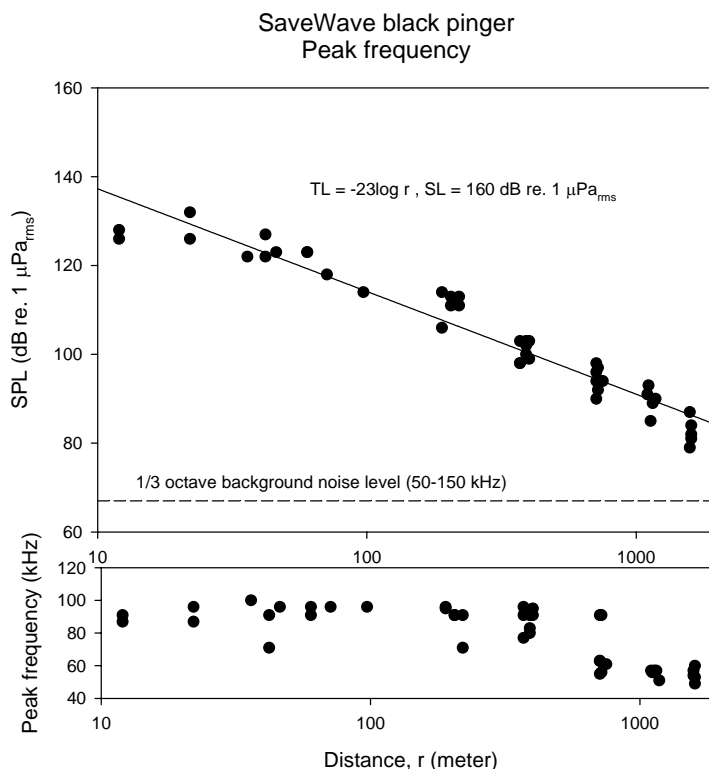 SaveWave black pinger
Peak frequency
160
140
120
100
80
60
SPL (dB re. 1 µParms)
TL = -23log r , SL = 160 dB re. 1 µParms
1/3 octave background noise level (50-150 kHz)
10 100 1000
120
100
80
60
40
Peak frequency (kHz)
10 100 1000
Distance, r (meter)